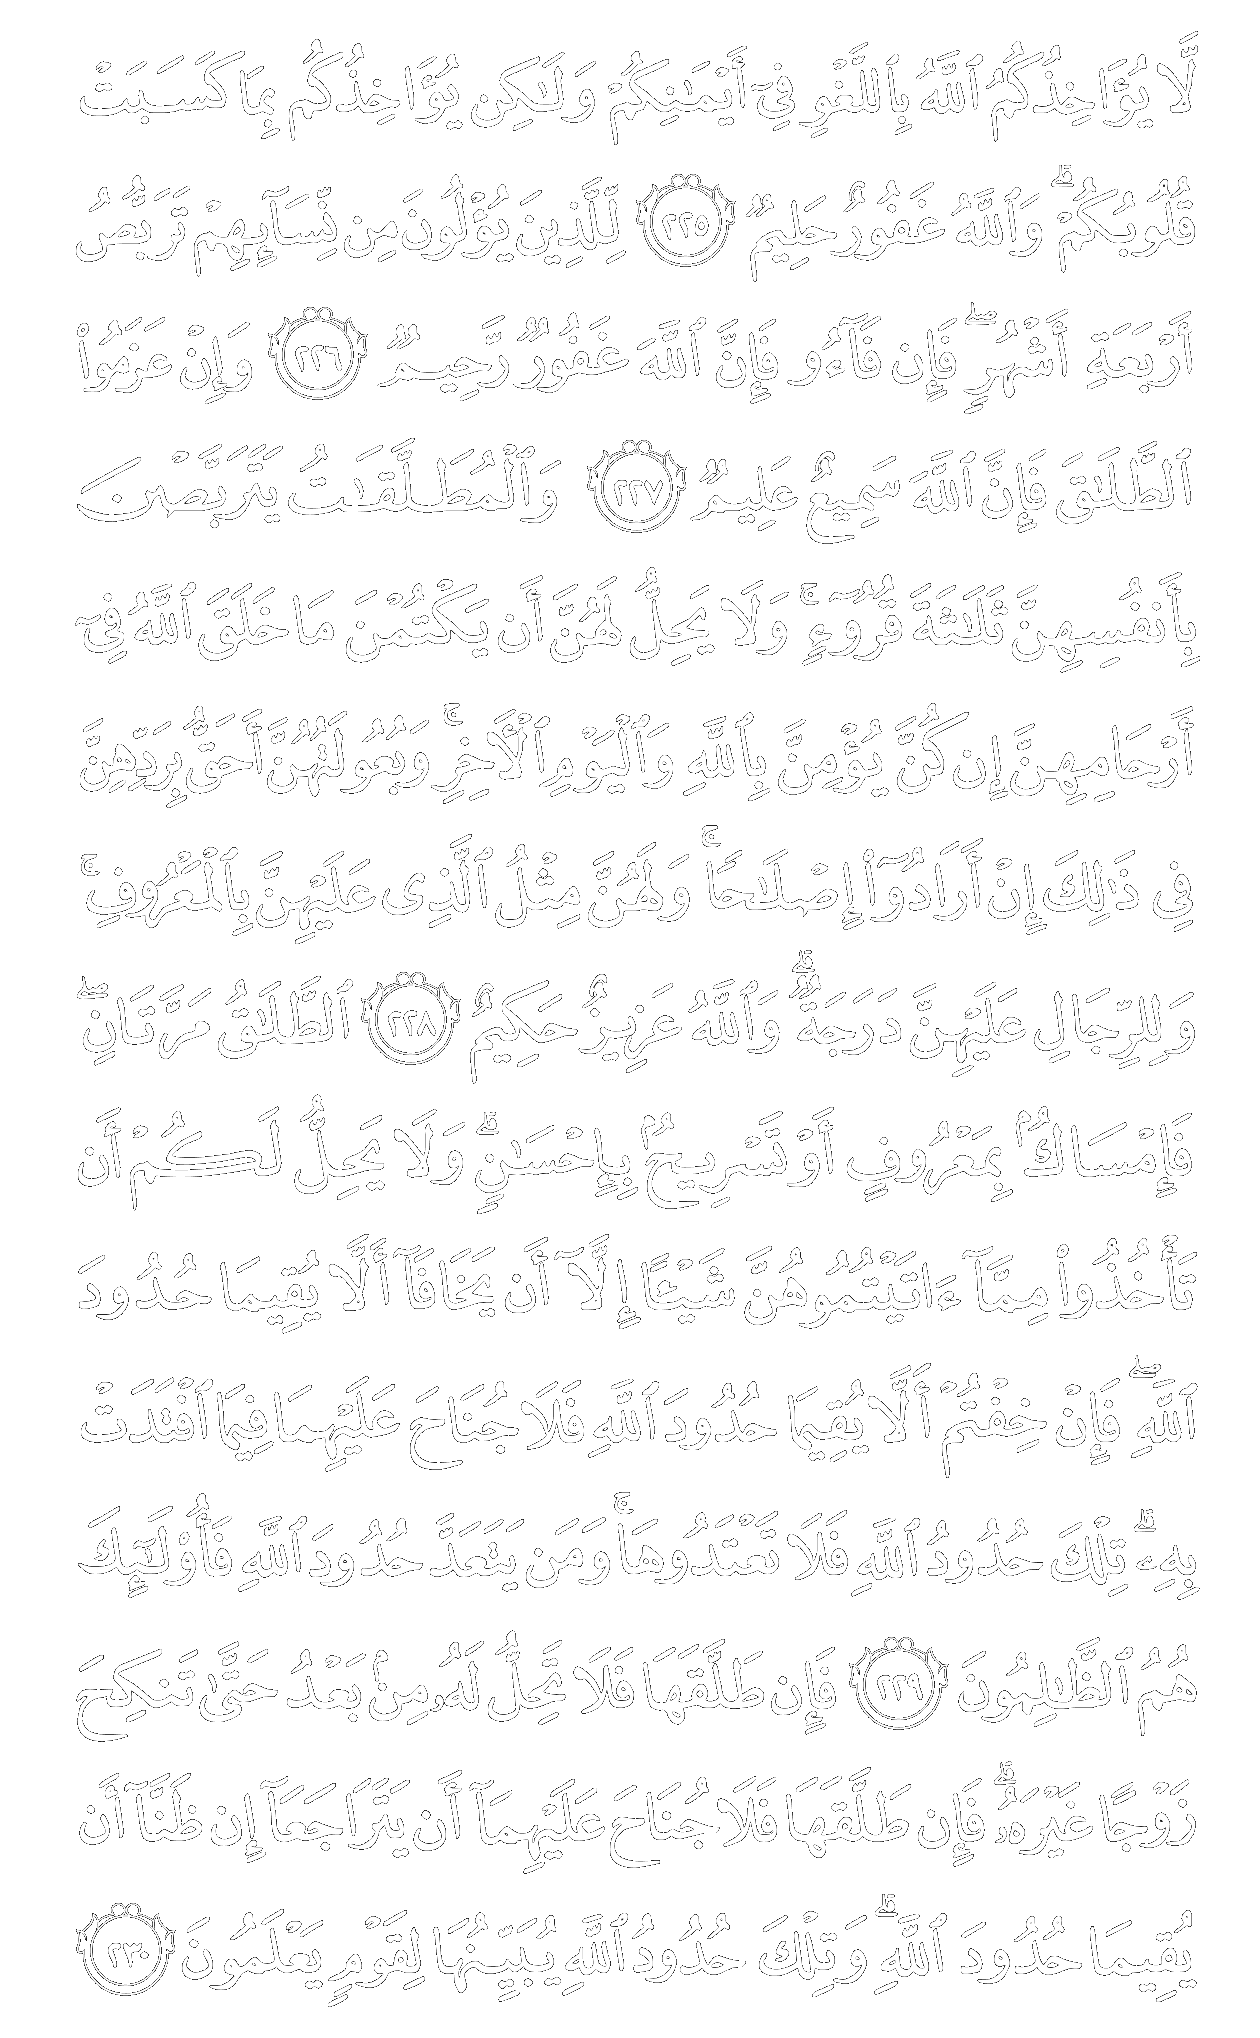 لَّا يُؤَاخِذُكُمُ ٱللَّهُ بِٱللَّغْوِ فِىٓ أَيْمَـٰنِكُمْ وَلَـٰكِن يُؤَاخِذُكُم بِمَا كَسَبَتْ
قُلُوبُكُمْ ۗ وَٱللَّهُ غَفُورٌ حَلِيمٌ ٢٢٥ لِّلَّذِينَ يُؤْلُونَ مِن نِّسَآئِهِمْ تَرَبُّصُ
أَرْبَعَةِ أَشْهُرٍ ۖ فَإِن فَآءُو فَإِنَّ ٱللَّهَ غَفُورٌ رَّحِيمٌ ٢٢٦ وَإِنْ عَزَمُوا۟
ٱلطَّلَـٰقَ فَإِنَّ ٱللَّهَ سَمِيعٌ عَلِيمٌ ٢٢٧ وَٱلْمُطَلَّقَـٰتُ يَتَرَبَّصْنَ
بِأَنفُسِهِنَّ ثَلَـٰثَةَ قُرُوٓءٍ ۚ وَلَا يَحِلُّ لَهُنَّ أَن يَكْتُمْنَ مَا خَلَقَ ٱللَّهُ فِىٓ
أَرْحَامِهِنَّ إِن كُنَّ يُؤْمِنَّ بِٱللَّهِ وَٱلْيَوْمِ ٱلْـَٔاخِرِ ۚ وَبُعُولَتُهُنَّ أَحَقُّ بِرَدِّهِنَّ
فِى ذَٰلِكَ إِنْ أَرَادُوٓا۟ إِصْلَـٰحًا ۚ وَلَهُنَّ مِثْلُ ٱلَّذِى عَلَيْهِنَّ بِٱلْمَعْرُوفِ ۚ
وَلِلرِّجَالِ عَلَيْهِنَّ دَرَجَةٌ ۗ وَٱللَّهُ عَزِيزٌ حَكِيمٌ ٢٢٨ ٱلطَّلَـٰقُ مَرَّتَانِ ۖ
فَإِمْسَاكٌۢ بِمَعْرُوفٍ أَوْ تَسْرِيحٌۢ بِإِحْسَـٰنٍ ۗ وَلَا يَحِلُّ لَكُمْ أَن
تَأْخُذُوا۟ مِمَّآ ءَاتَيْتُمُوهُنَّ شَيْـًٔا إِلَّآ أَن يَخَافَآ أَلَّا يُقِيمَا حُدُودَ
ٱللَّهِ ۖ فَإِنْ خِفْتُمْ أَلَّا يُقِيمَا حُدُودَ ٱللَّهِ فَلَا جُنَاحَ عَلَيْهِمَا فِيمَا ٱفْتَدَتْ
بِهِۦ ۗ تِلْكَ حُدُودُ ٱللَّهِ فَلَا تَعْتَدُوهَا ۚ وَمَن يَتَعَدَّ حُدُودَ ٱللَّهِ فَأُو۟لَـٰٓئِكَ
هُمُ ٱلظَّـٰلِمُونَ ٢٢٩ فَإِن طَلَّقَهَا فَلَا تَحِلُّ لَهُۥ مِنۢ بَعْدُ حَتَّىٰ تَنكِحَ
زَوْجًا غَيْرَهُۥ ۗ فَإِن طَلَّقَهَا فَلَا جُنَاحَ عَلَيْهِمَآ أَن يَتَرَاجَعَآ إِن ظَنَّآ أَن
يُقِيمَا حُدُودَ ٱللَّهِ ۗ وَتِلْكَ حُدُودُ ٱللَّهِ يُبَيِّنُهَا لِقَوْمٍ يَعْلَمُونَ ٢٣٠